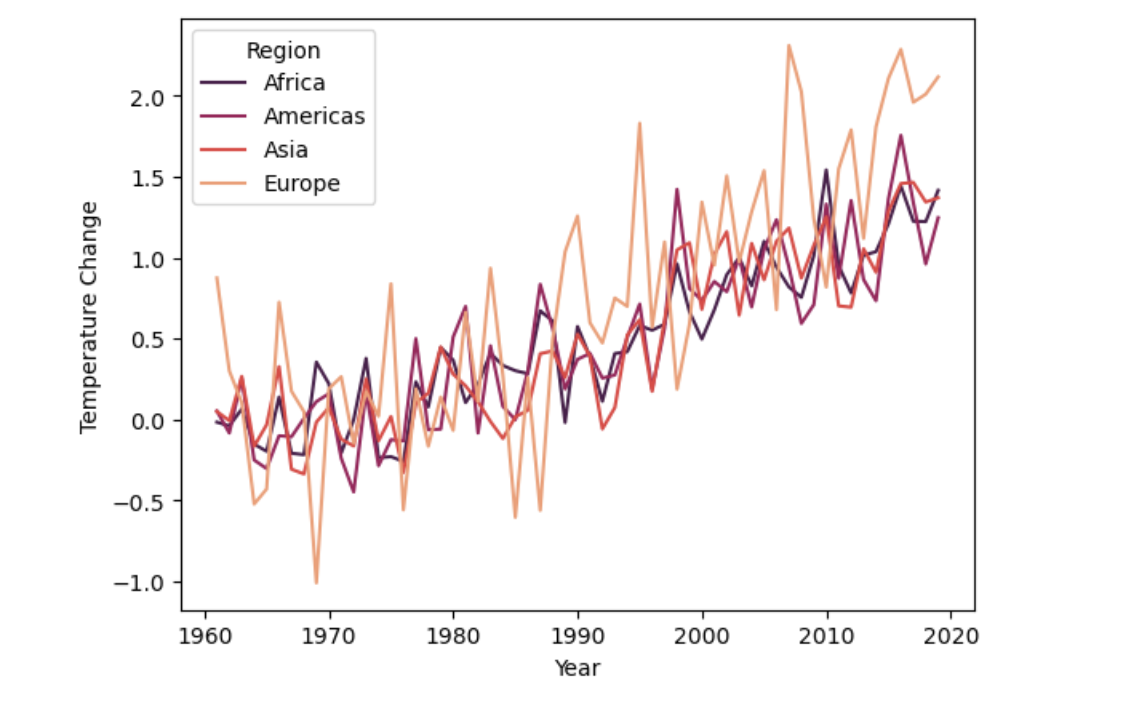 Region
Africa
Americas
Asia
Europe
Temperature Change
2.0
1.5
1.0
0.5
0.0
−0.5
−1.0
1960 1970 1980 1990 2000 2010 2020
Year